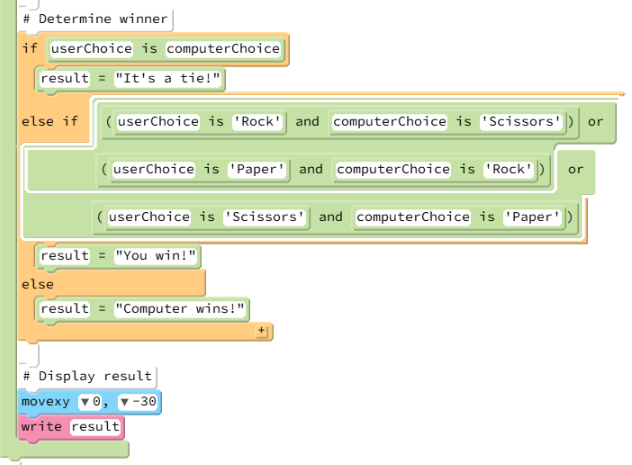 # Determine winner
if userChoice is computerChoice
result = "It's a tie!"
else if ( userChoice is 'Rock' and computerChoice is 'Scissors' ) or
( userChoice is 'Paper' and computerChoice is 'Rock' ) or
( userChoice is 'Scissors' and computerChoice is 'Paper' )
result = "You win!"
else
result = "Computer wins!"
+
# Display result
movexy ▼0, ▼-30
write result